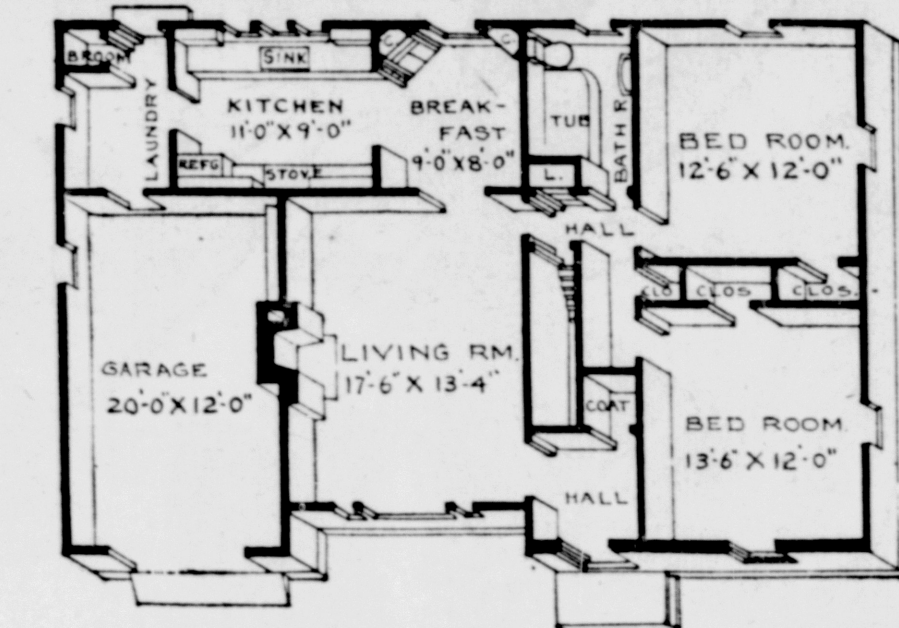 BROOM
LAUNDRY
SINK
KITCHEN
11'-0" X 9'-0"
REFG
STOVE
C
C
BREAK-
FAST
9'-0" X 8'-0"
TUB
BATH R
L.
BED ROOM.
12'-6" X 12'-0"
HALL
CLO
CLOS
CLOS.
GARAGE
20'-0" X 12'-0"
LIVING RM.
17'-6" X 13'-4"
COAT
BED ROOM.
13'-6" X 12'-0"
HALL